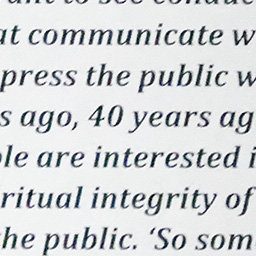 at communicate w
press the public w
s ago, 40 years ag
le are interested i
ritual integrity of
he public. ‘So som